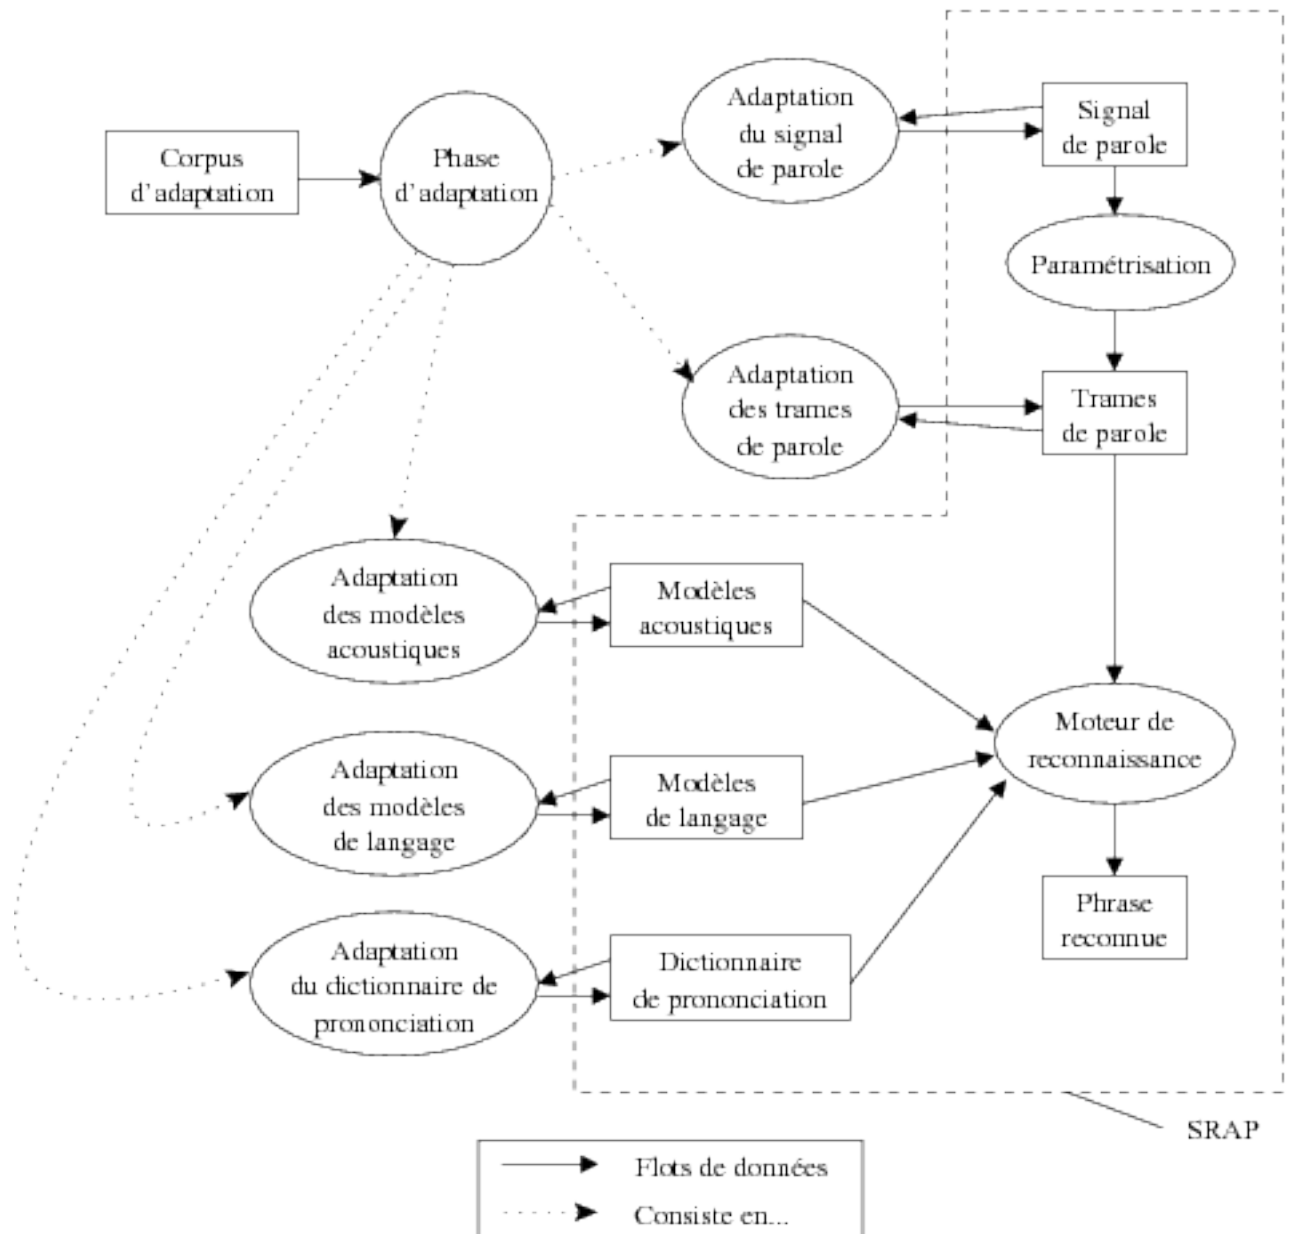 Corpus
d'adaptation
Phase
d'adaptation
Adaptation
du signal
de parole
Signal
de parole
Paramétrisation
Adaptation
des trames
de parole
Trames
de parole
Adaptation
des modèles
acoustiques
Modèles
acoustiques
Moteur de
reconnaissance
Adaptation
des modèles
de langage
Modèles
de langage
Phrase
reconnue
Adaptation
du dictionnaire de
prononciation
Dictionnaire
de prononciation
SRAP
Flots de données
Consiste en...